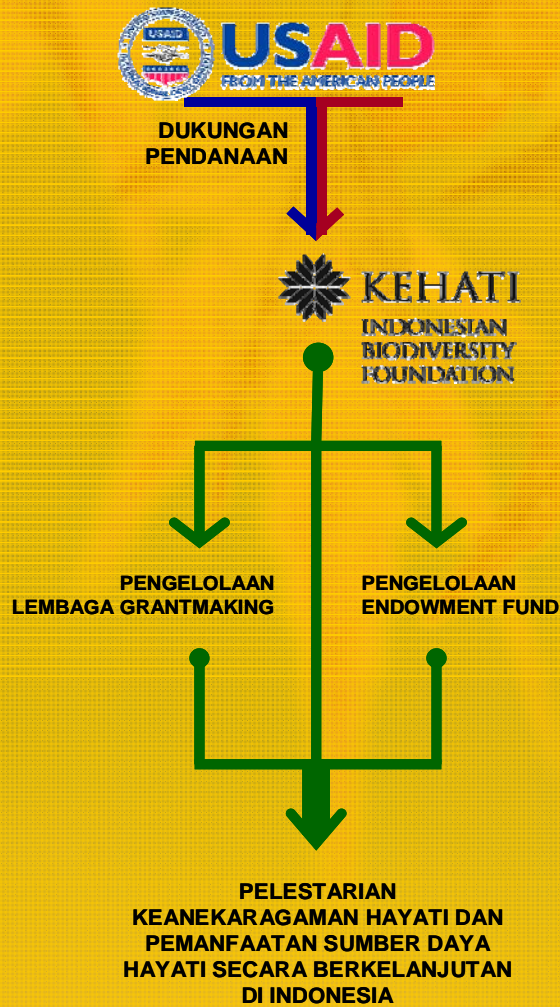 USAID
USAID
FROM THE AMERICAN PEOPLE
DUKUNGAN
PENDANAAN
KEHATI
INDONESIAN
BIODIVERSITY
FOUNDATION
PENGELOLAAN
LEMBAGA GRANTMAKING
PENGELOLAAN
ENDOWMENT FUND
PELESTARIAN
KEANEKARAGAMAN HAYATI DAN
PEMANFAATAN SUMBER DAYA
HAYATI SECARA BERKELANJUTAN
DI INDONESIA